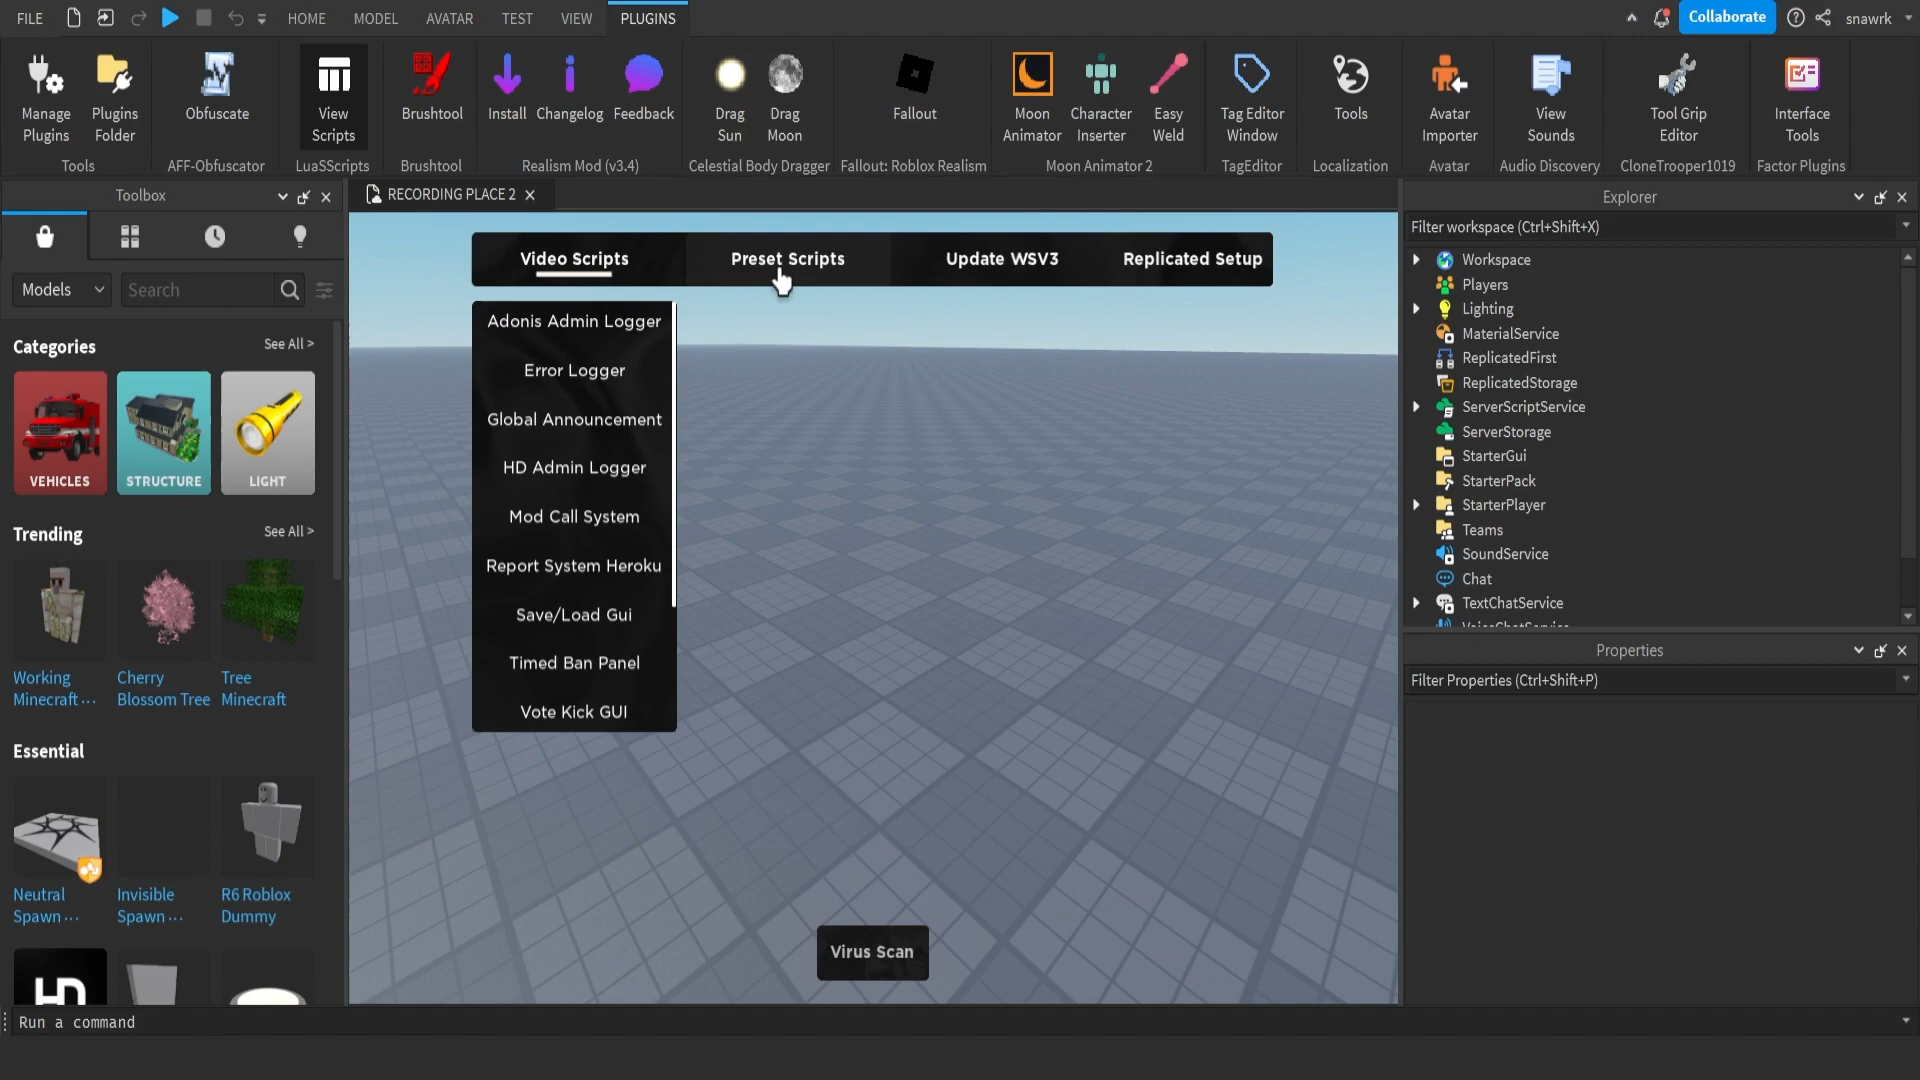 FILE
HOME
MODEL
AVATAR
TEST
VIEW
PLUGINS
Collaborate
snawrk
Manage
Plugins
Plugins
Folder
Obfuscate
View
Scripts
Brushtool
Install
Changelog
Feedback
Drag
Sun
Drag
Moon
Fallout
Moon
Animator
Character
Inserter
Easy
Weld
Tag Editor
Window
Tools
Avatar
Importer
View
Sounds
Tool Grip
Editor
Interface
Tools
Tools
AFF-Obfuscator
LuaSScripts
Brushtool
Realism Mod (v3.4)
Celestial Body Dragger
Fallout: Roblox Realism
Moon Animator 2
TagEditor
Localization
Avatar
Audio Discovery
CloneTrooper1019
Factor Plugins
Toolbox
Models
Search
Categories
See All >
VEHICLES
STRUCTURE
LIGHT
Trending
See All >
Working
Minecraft ...
Cherry
Blossom Tree
Tree
Minecraft
Essential
Neutral
Spawn ...
Invisible
Spawn ...
R6 Roblox
Dummy
HD
RECORDING PLACE 2
Video Scripts
Preset Scripts
Update WSV3
Replicated Setup
Adonis Admin Logger
Error Logger
Global Announcement
HD Admin Logger
Mod Call System
Report System Heroku
Save/Load Gui
Timed Ban Panel
Vote Kick GUI
Virus Scan
Explorer
Filter workspace (Ctrl+Shift+X)
Workspace
Players
Lighting
MaterialService
ReplicatedFirst
ReplicatedStorage
ServerScriptService
ServerStorage
StarterGui
StarterPack
StarterPlayer
Teams
SoundService
Chat
TextChatService
VoiceChatService
Properties
Filter Properties (Ctrl+Shift+P)
Run a command